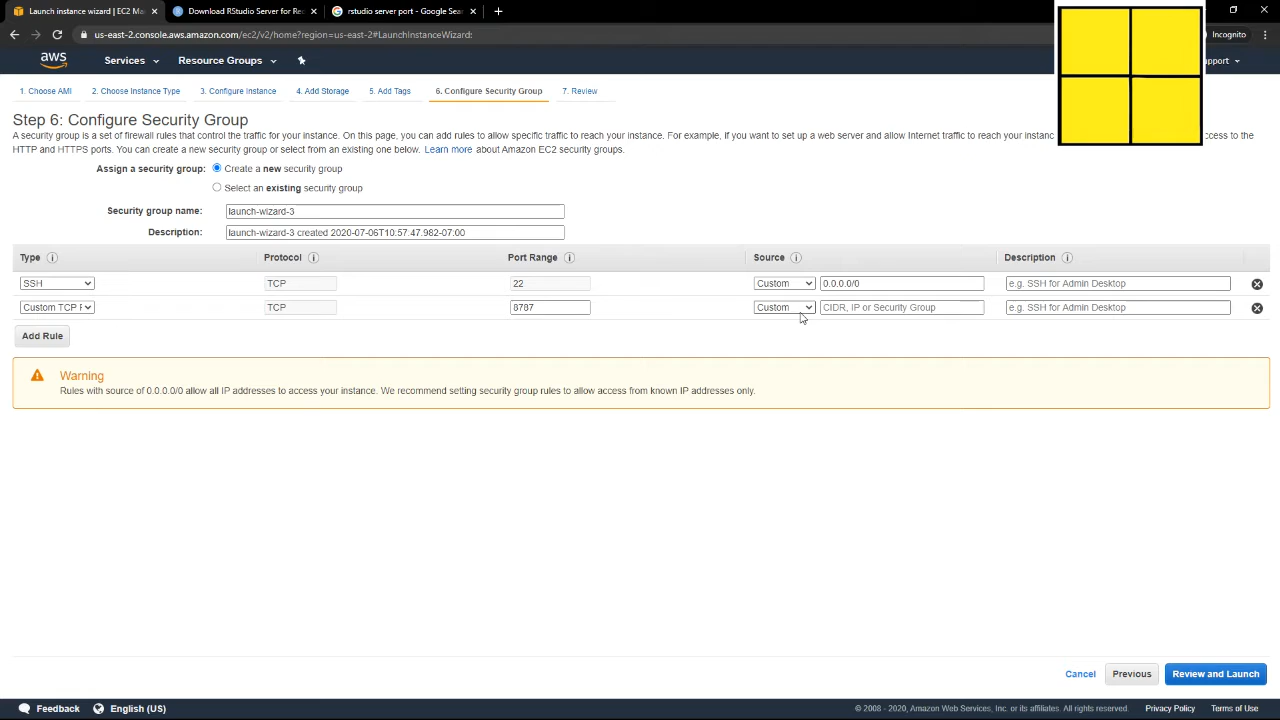 Launch instance wizard | EC2 Ma
Download RStudio Server for Re
rstudio server port - Google Sea
us-east-2.console.aws.amazon.com/ec2/v2/home?region=us-east-2#LaunchInstanceWizard:
Incognito
aws
Services
Resource Groups
upport
1. Choose AMI
2. Choose Instance Type
3. Configure Instance
4. Add Storage
5. Add Tags
6. Configure Security Group
7. Review
Step 6: Configure Security Group
A security group is a set of firewall rules that control the traffic for your instance. On this page, you can add rules to allow specific traffic to reach your instance. For example, if you want to set up a web server and allow Internet traffic to reach your instance access to the
HTTP and HTTPS ports. You can create a new security group or select from an existing one below. Learn more about Amazon EC2 security groups.
Assign a security group: Create a new security group
Select an existing security group
Security group name: launch-wizard-3
Description: launch-wizard-3 created 2020-07-06T10:57:47.982-07:00
Type Protocol Port Range Source Description
SSH TCP 22 Custom 0.0.0.0/0 e.g. SSH for Admin Desktop
Custom TCP TCP 8787 Custom CIDR, IP or Security Group e.g. SSH for Admin Desktop
Add Rule
Warning
Rules with source of 0.0.0.0/0 allow all IP addresses to access your instance. We recommend setting security group rules to allow access from known IP addresses only.
Cancel Previous Review and Launch
Feedback English (US) © 2008 - 2020, Amazon Web Services, Inc. or its affiliates. All rights reserved. Privacy Policy Terms of Use